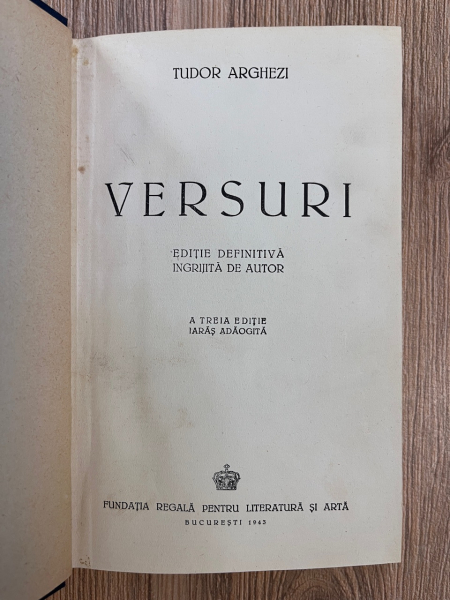 TUDOR ARGHEZI
VERSURI
EDIȚIE DEFINITIVĂ
INGRIJITĂ DE AUTOR
A TREIA EDIȚIE
IARĂȘ ADĂOGITĂ
FUNDAȚIA REGALĂ PENTRU LITERATURĂ ȘI ARTĂ
BUCUREȘTI 1943